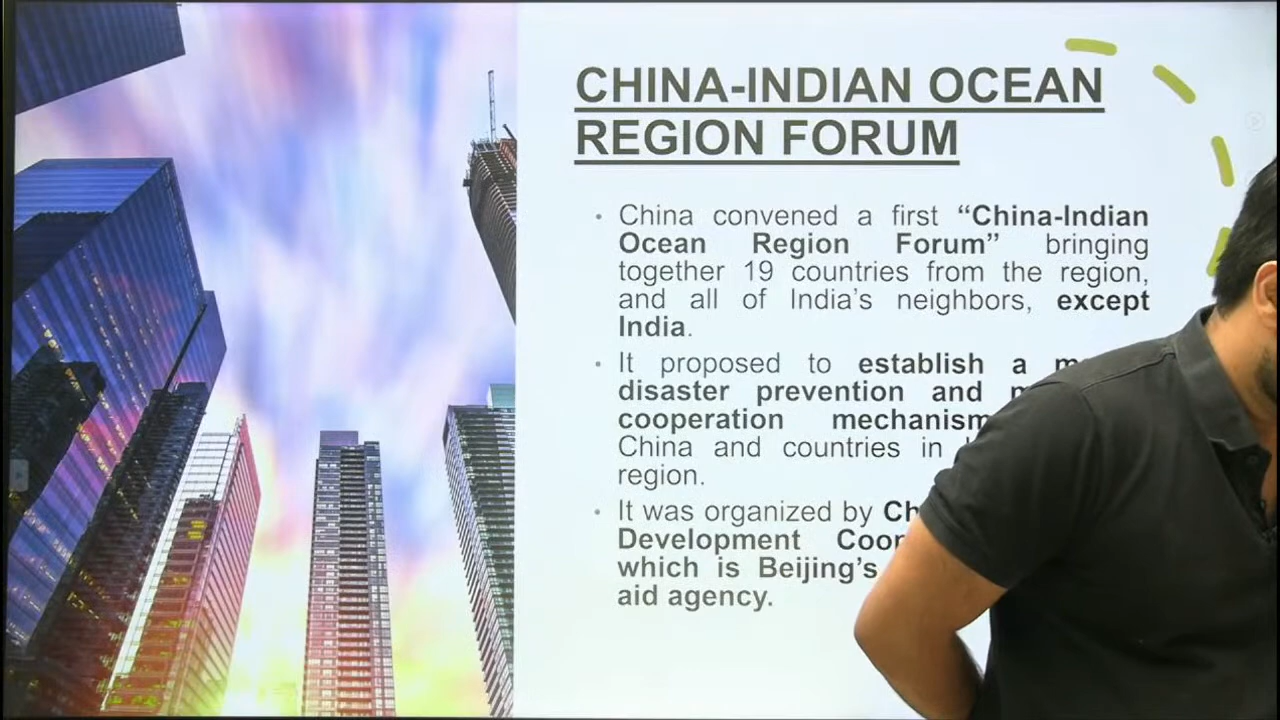 CHINA-INDIAN OCEAN
REGION FORUM
• China convened a first “China-Indian
Ocean Region Forum” bringing
together 19 countries from the region,
and all of India’s neighbors, except
India.
• It proposed to establish a
disaster prevention and
cooperation mechanism
China and countries in
region.
• It was organized by
Development
which is Beijing’s
aid agency.